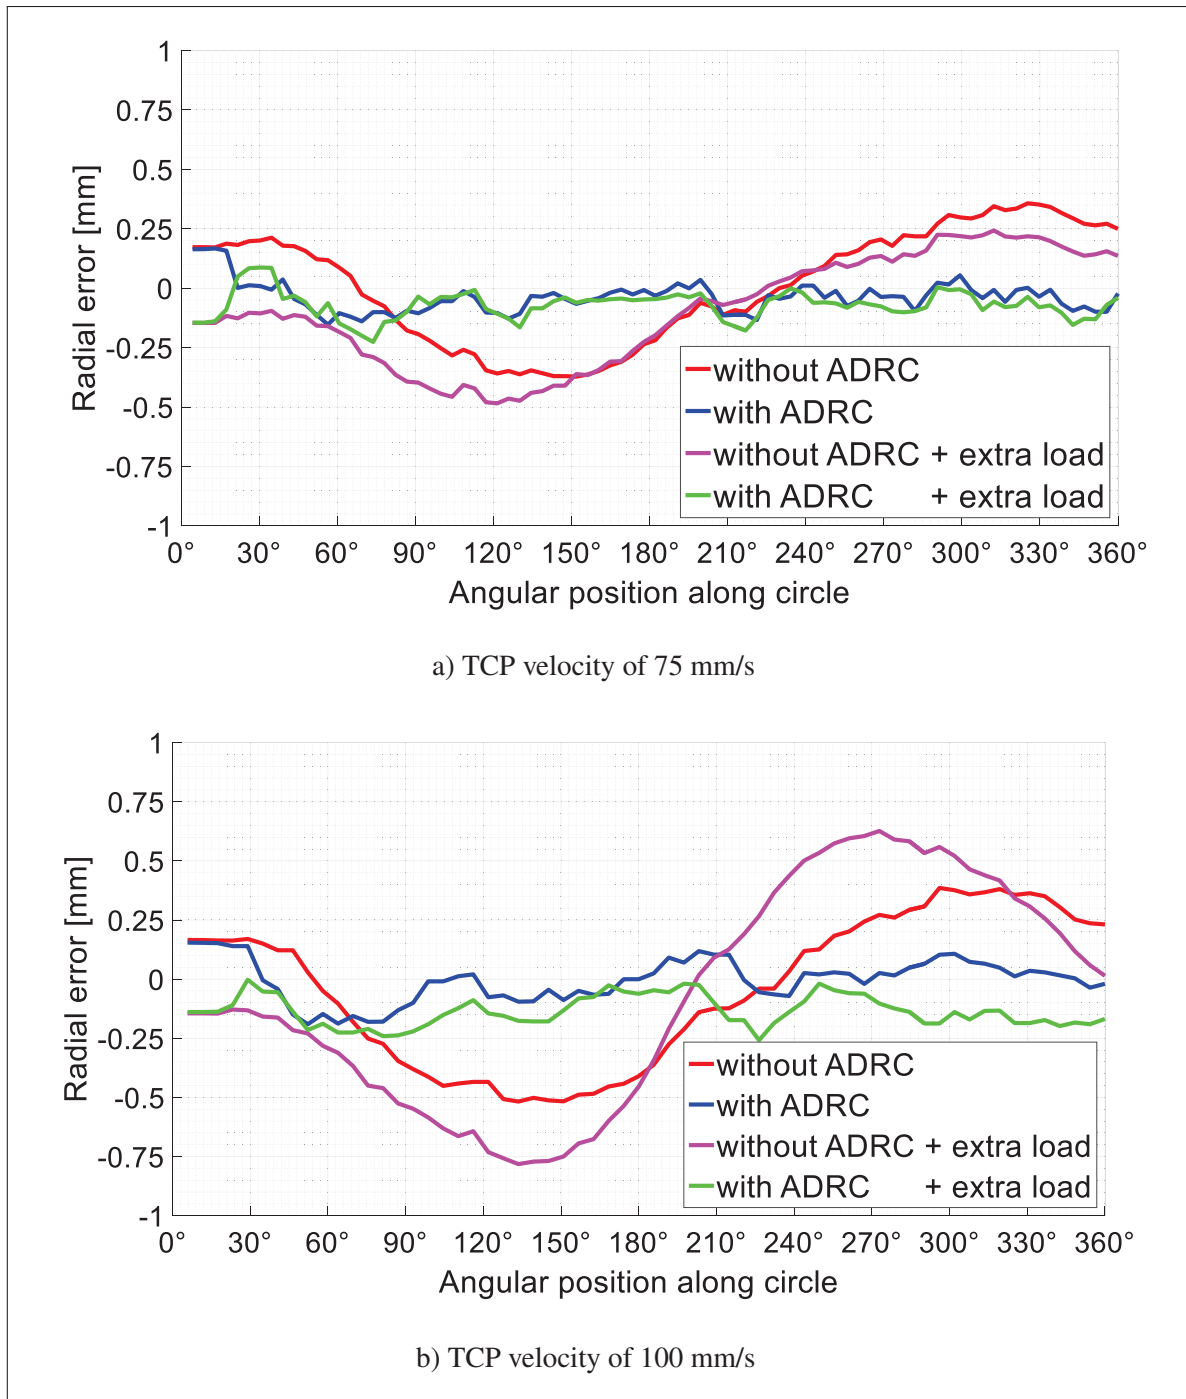 1
0.75
0.5
0.25
0
-0.25
-0.5
-0.75
-1
Radial error [mm]
without ADRC
with ADRC
without ADRC + extra load
with ADRC + extra load
0° 30° 60° 90° 120° 150° 180° 210° 240° 270° 300° 330° 360°
Angular position along circle
a) TCP velocity of 75 mm/s
1
0.75
0.5
0.25
0
-0.25
-0.5
-0.75
-1
Radial error [mm]
without ADRC
with ADRC
without ADRC + extra load
with ADRC + extra load
0° 30° 60° 90° 120° 150° 180° 210° 240° 270° 300° 330° 360°
Angular position along circle
b) TCP velocity of 100 mm/s